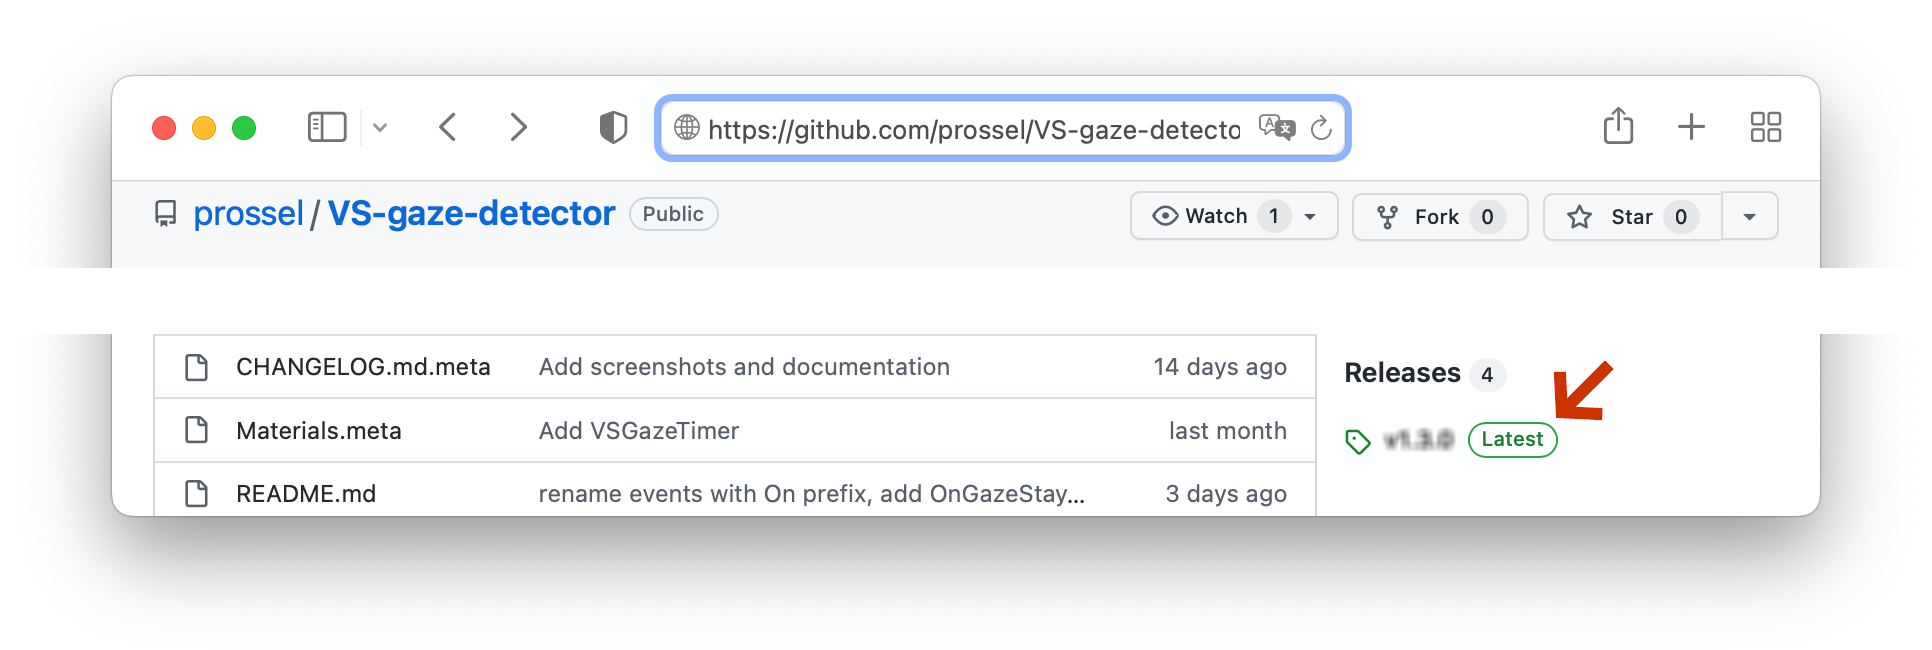 https://github.com/prossel/VS-gaze-detecto
prossel / VS-gaze-detector Public Watch 1 Fork 0 Star 0
CHANGELOG.md.meta Add screenshots and documentation 14 days ago
Releases 4
Materials.meta Add VSGazeTimer last month
Latest
README.md rename events with On prefix, add OnGazeStay... 3 days ago